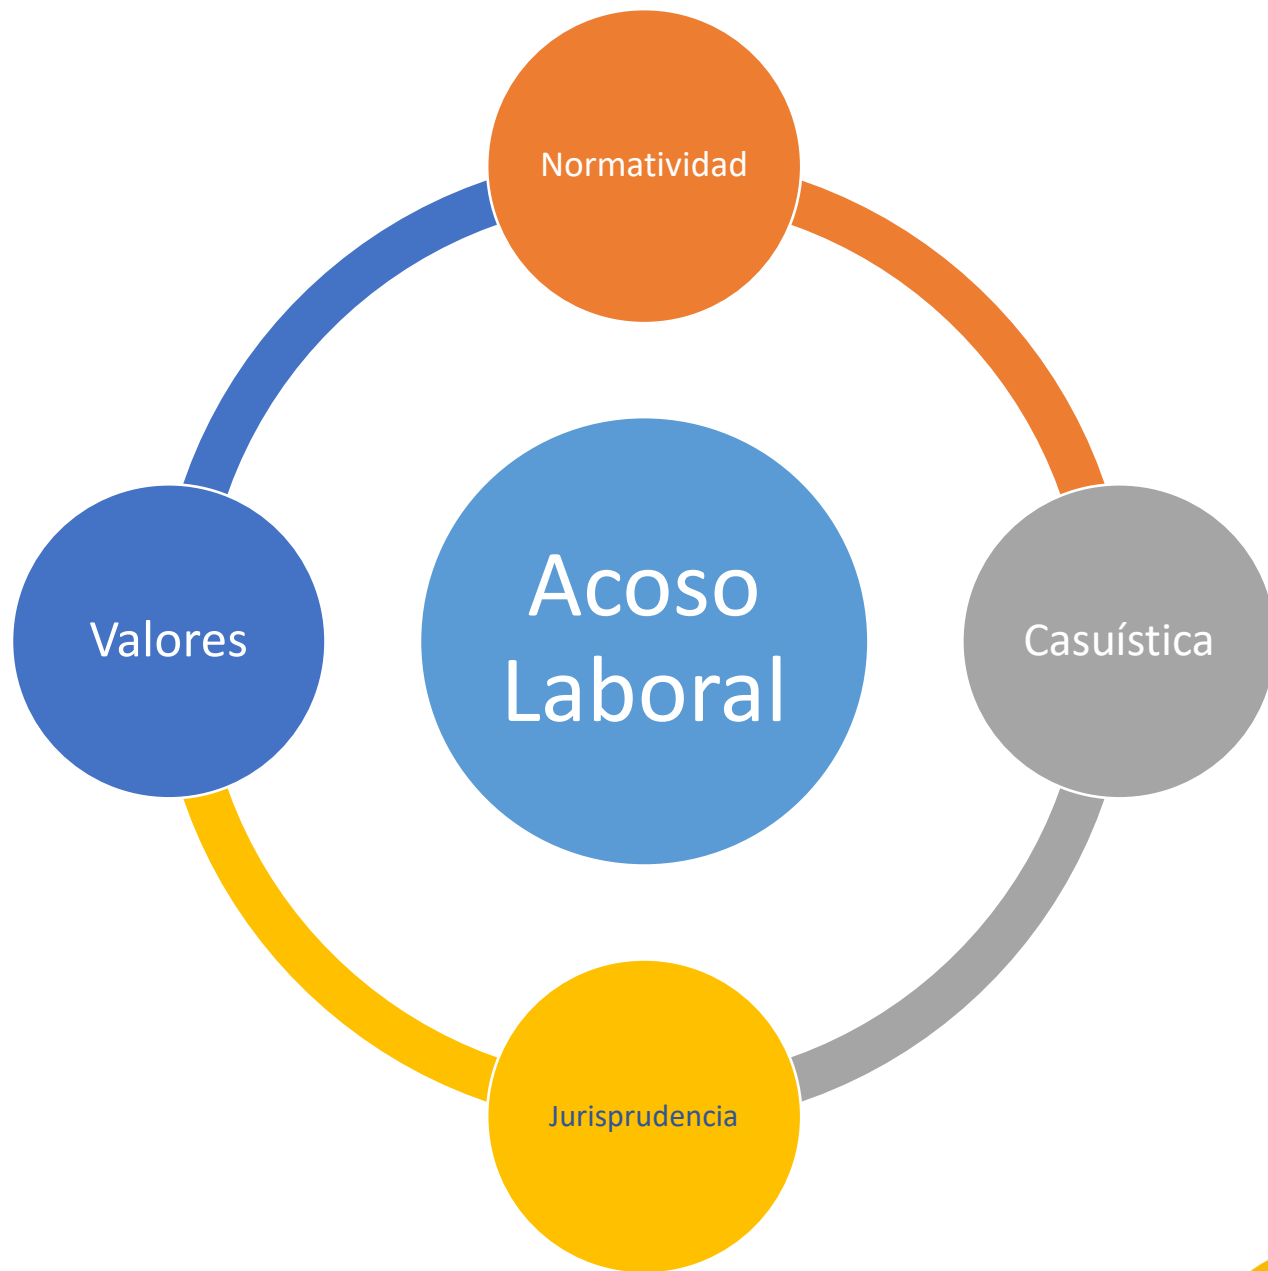 Normatividad
Valores
Acoso
Laboral
Casuística
Jurisprudencia